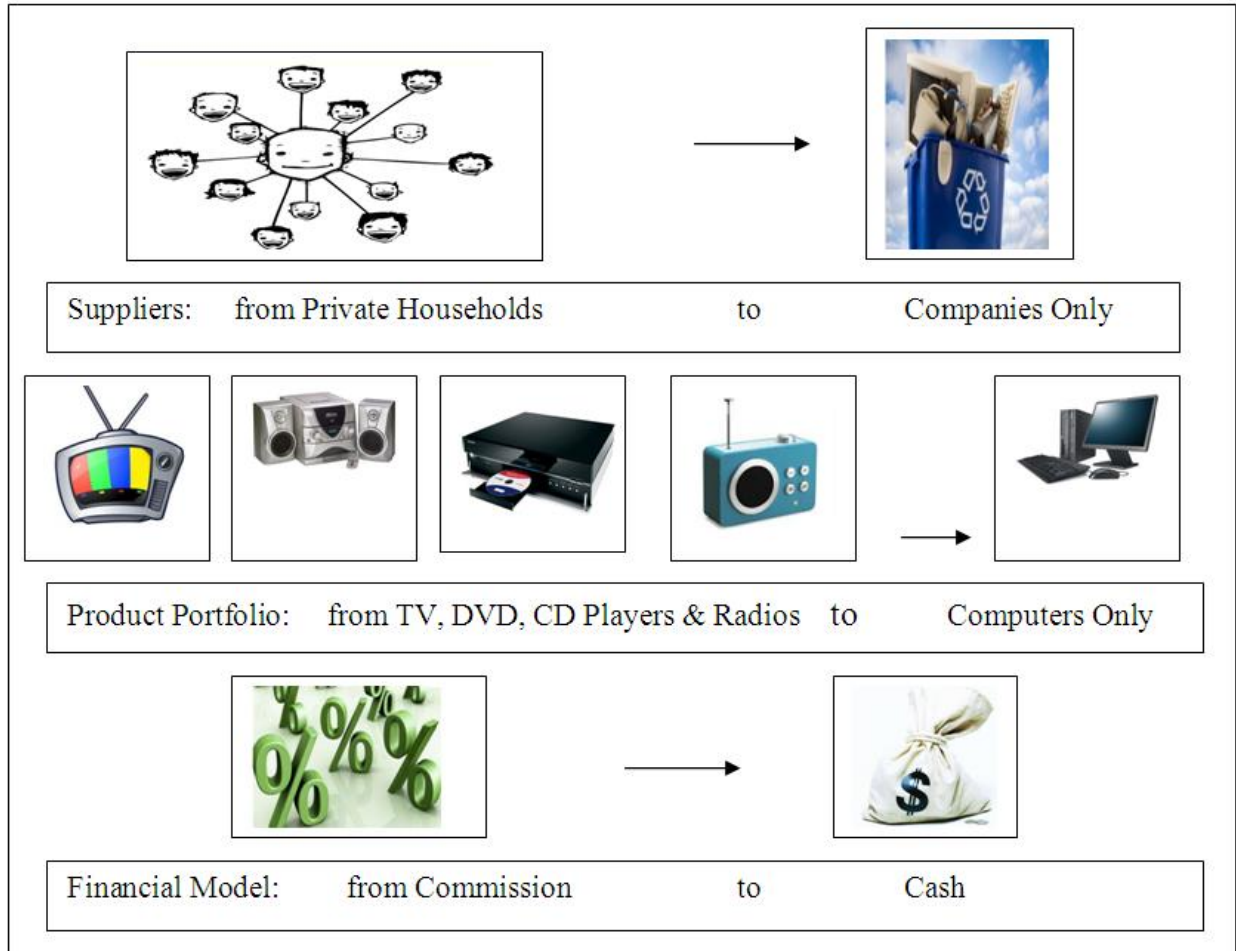 Suppliers: from Private Households to Companies Only
Product Portfolio: from TV, DVD, CD Players & Radios to Computers Only
% % %
$
Financial Model: from Commission to Cash